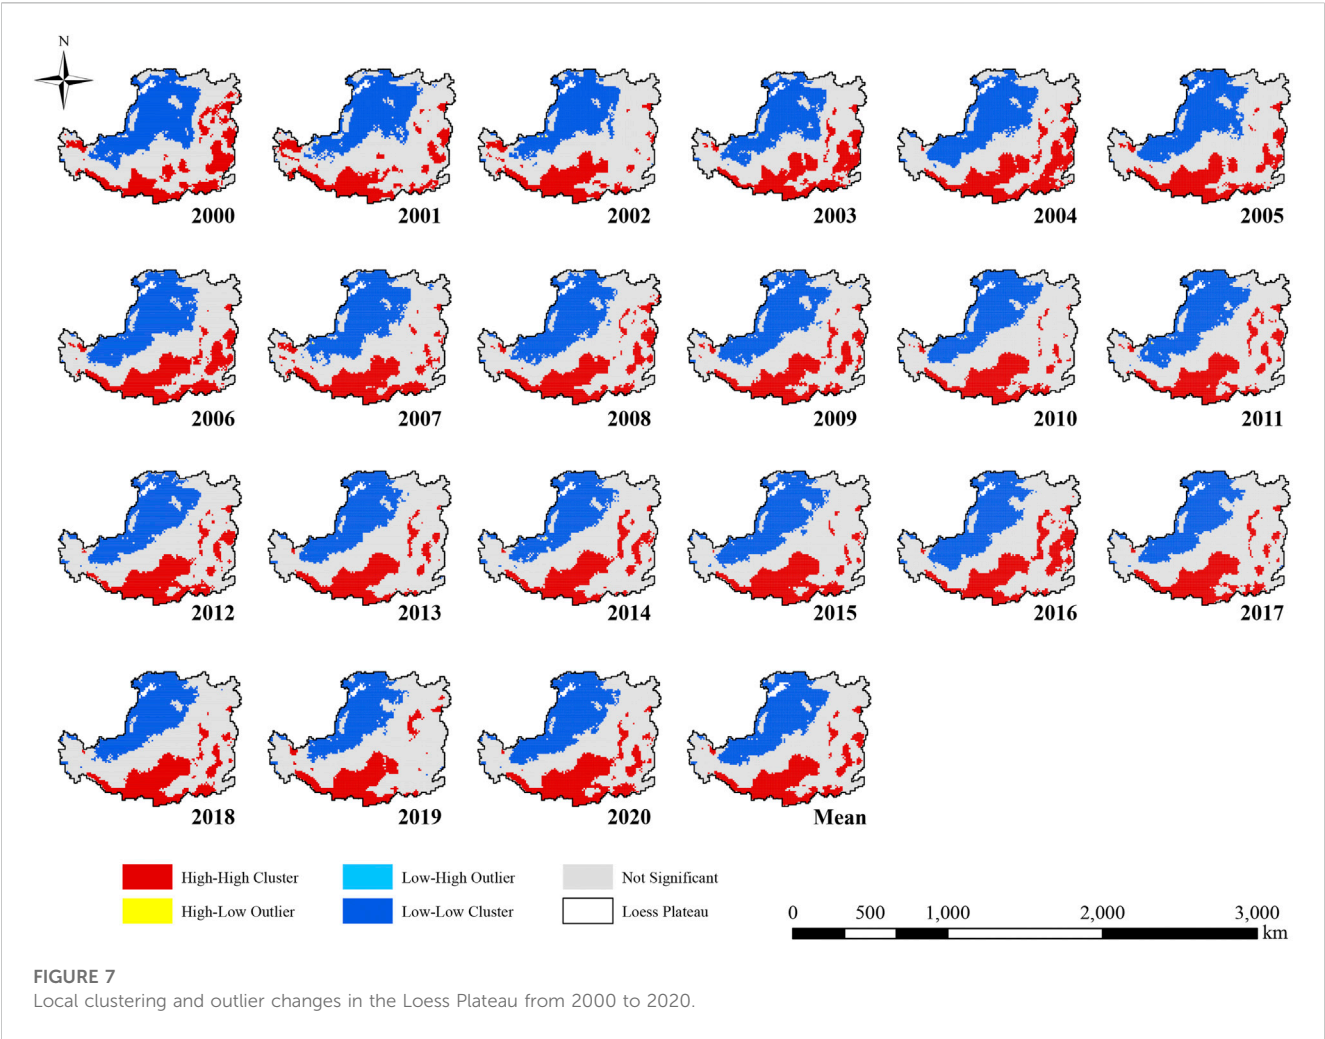 N
2000 2001 2002 2003 2004 2005
2006 2007 2008 2009 2010 2011
2012 2013 2014 2015 2016 2017
2018 2019 2020 Mean
High-High Cluster Low-High Outlier Not Significant
High-Low Outlier Low-Low Cluster Loess Plateau
0 500 1,000 2,000 3,000
km
FIGURE 7
Local clustering and outlier changes in the Loess Plateau from 2000 to 2020.